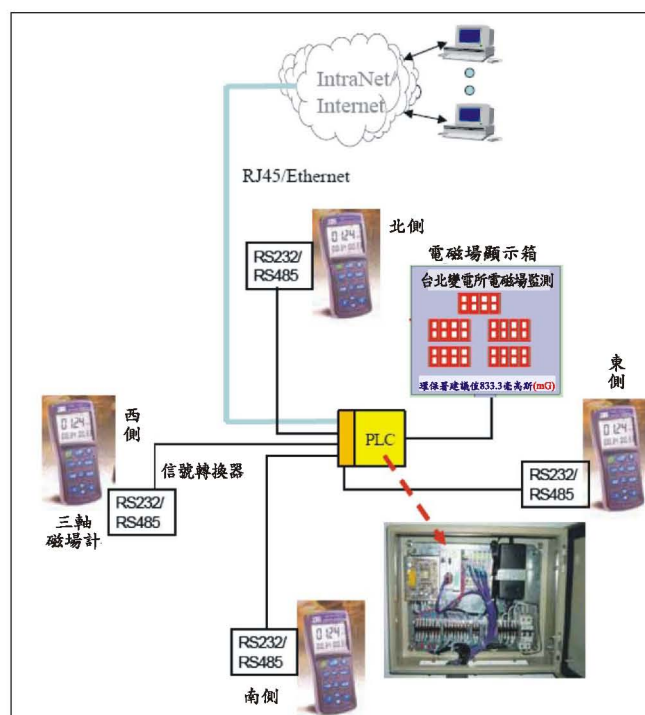 IntraNet/
Internet
RJ45/Ethernet
北側
RS232/
RS485
電磁場顯示箱
台北變電所電磁場監測
環保署建議值833.3毫高斯(mG)
東側
西側
PLC
信號轉換器
RS232/
RS485
RS232/
RS485
三軸
磁場計
RS232/
RS485
南側